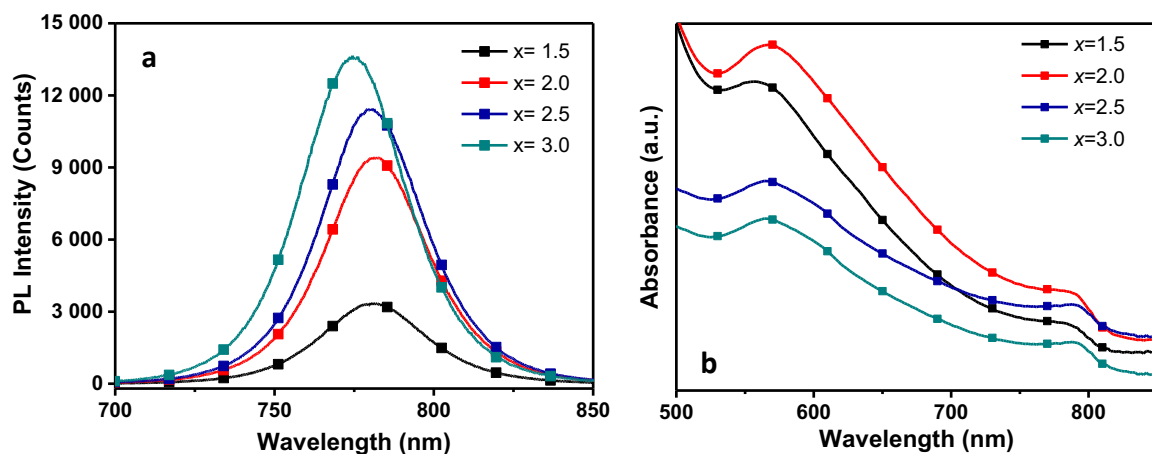 a
PL Intensity (Counts)
15 000
12 000
9 000
6 000
3 000
0
700
750
800
850
Wavelength (nm)
x= 1.5
x= 2.0
x= 2.5
x= 3.0
b
Absorbance (a.u.)
500
600
700
800
Wavelength (nm)
x=1.5
x=2.0
x=2.5
x=3.0